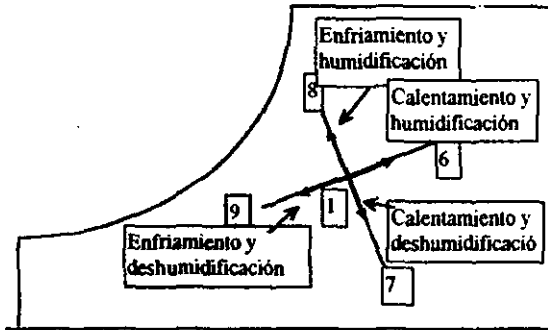 Enfriamiento y
humidificación
8
Calentamiento y
humidificación
6
9
1
Calentamiento y
deshumidificació
Enfriamiento y
deshumidificación
7